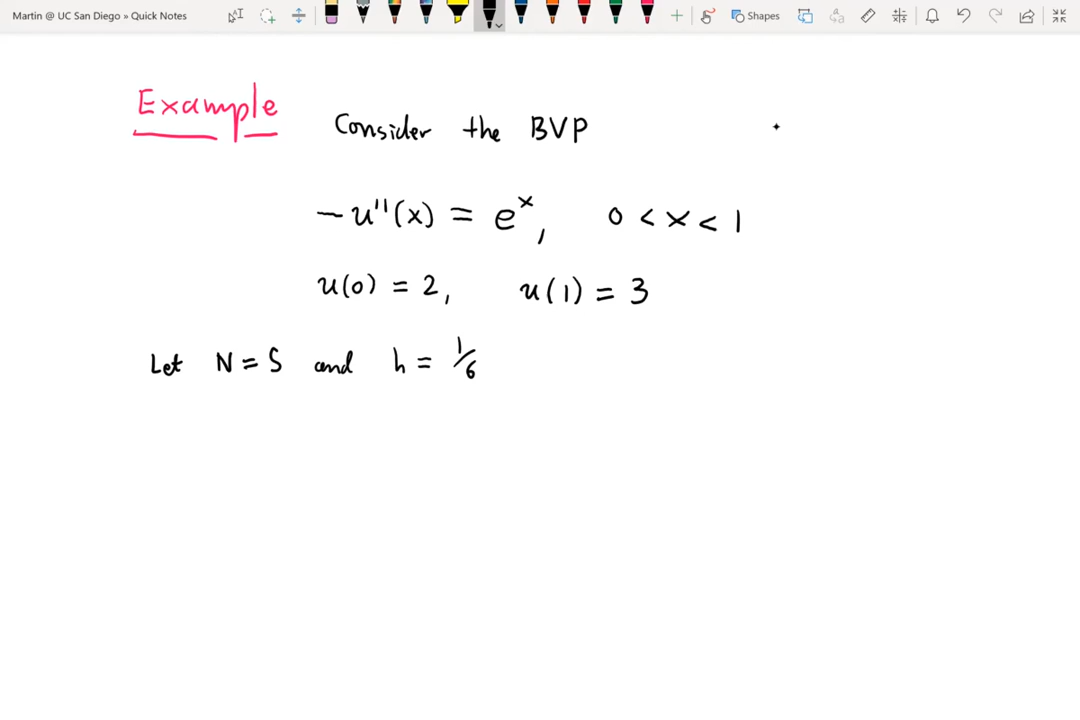 Martin @ UC San Diego » Quick Notes
Shapes
Example Consider the BVP
-u''(x) = e^x, 0 < x < 1
u(0) = 2, u(1) = 3
Let N = 5 and h = 1/6